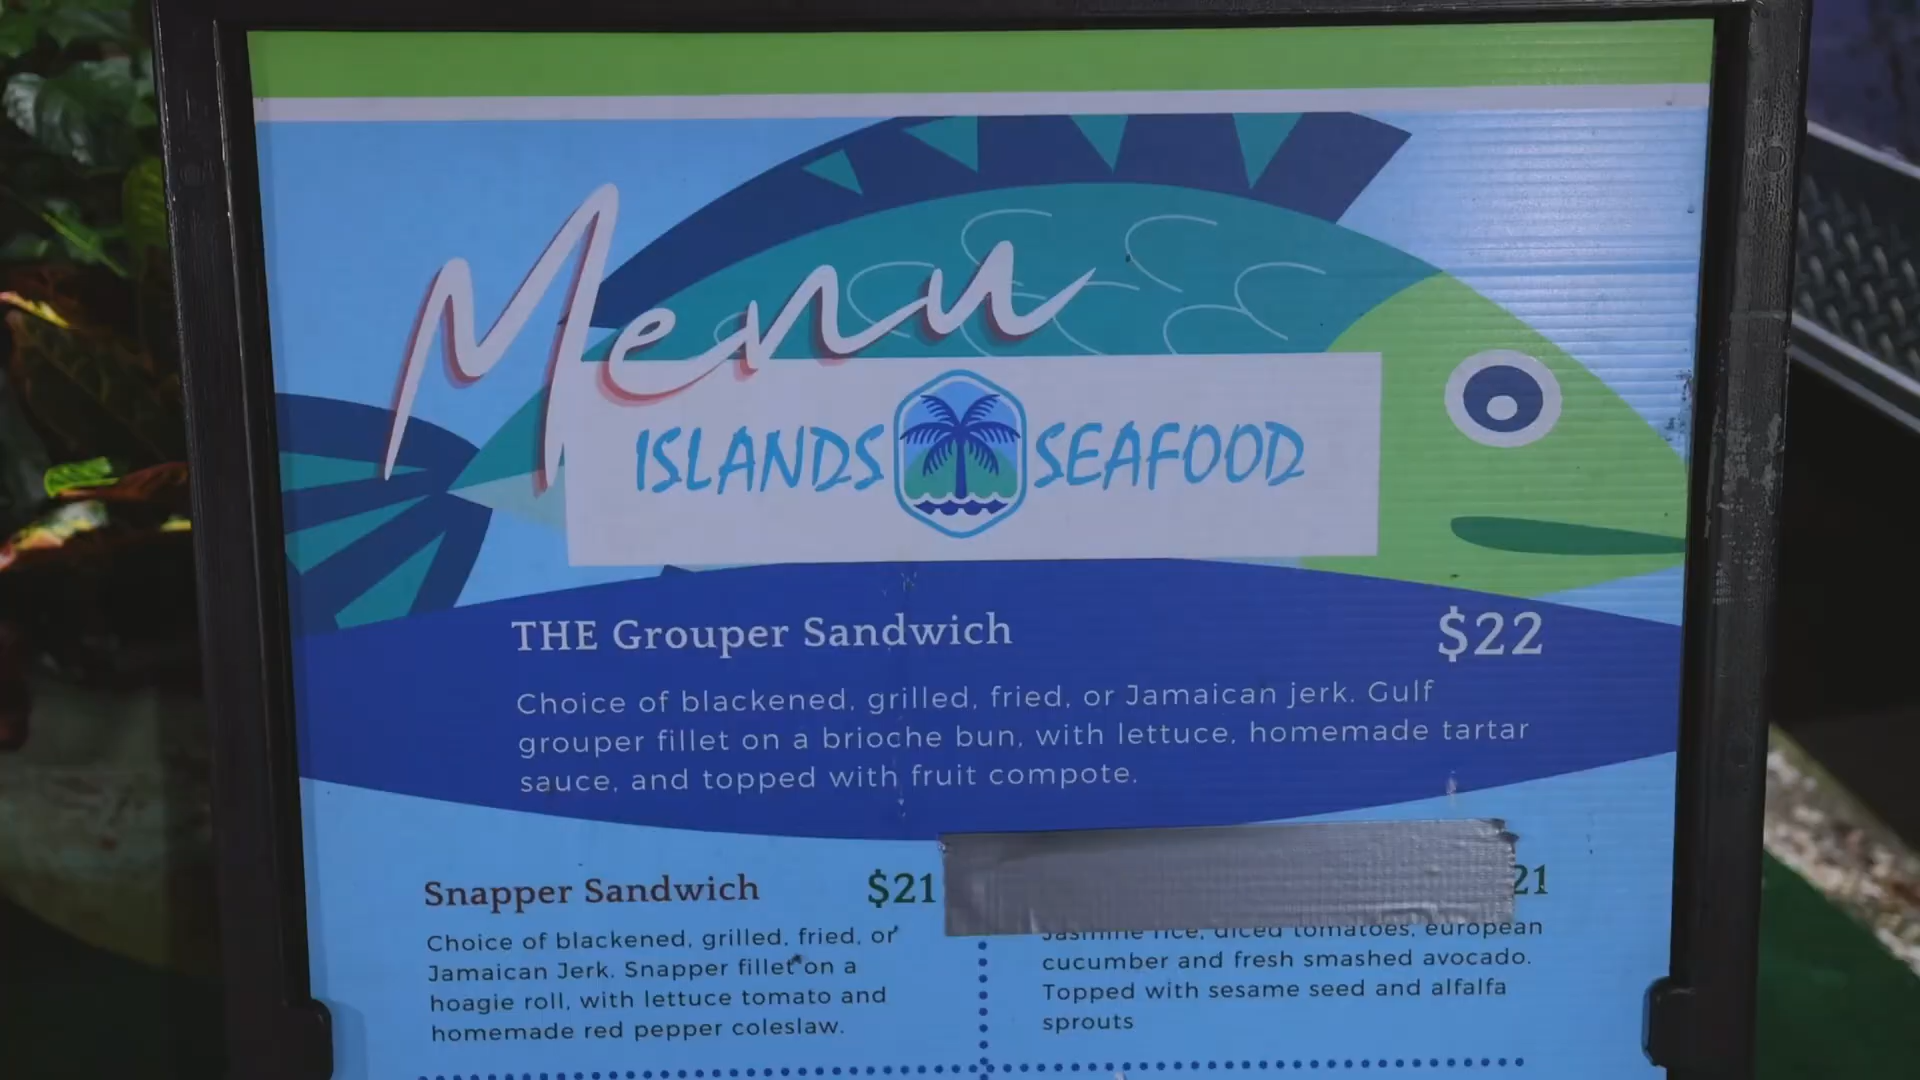 Menu
ISLANDS SEAFOOD
THE Grouper Sandwich $22
Choice of blackened, grilled, fried, or Jamaican jerk. Gulf
grouper fillet on a brioche bun, with lettuce, homemade tartar
sauce, and topped with fruit compote.
Snapper Sandwich $21
Choice of blackened, grilled, fried, or
Jamaican Jerk. Snapper fillet on a
hoagie roll, with lettuce tomato and
homemade red pepper coleslaw.
21
Jasmine rice, diced tomatoes, european
cucumber and fresh smashed avocado.
Topped with sesame seed and alfalfa
sprouts